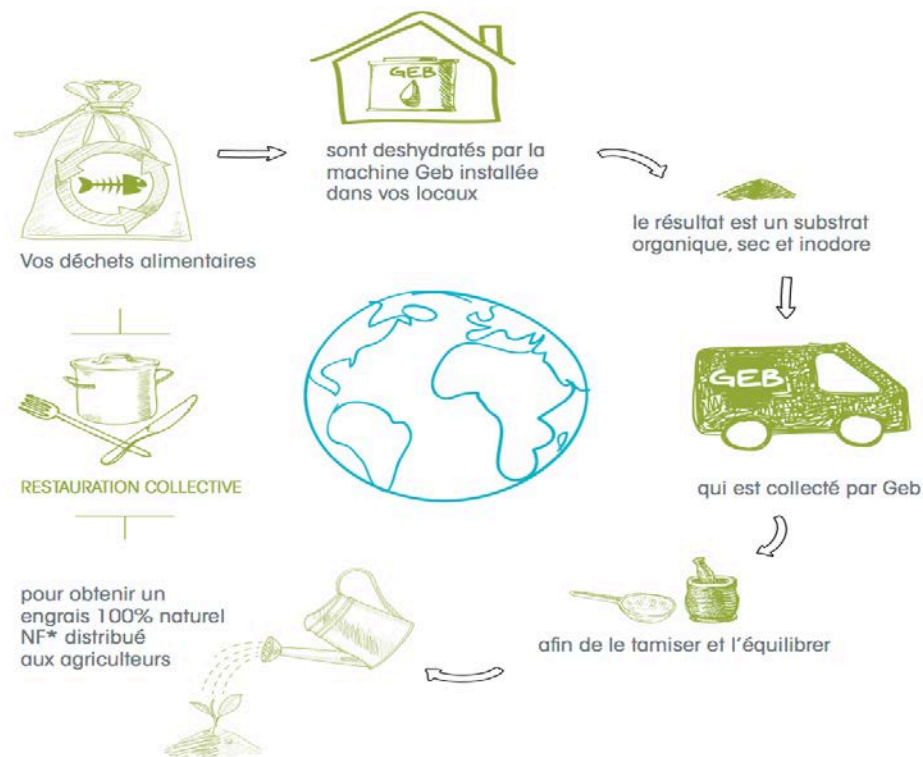 GEB
sont deshydratés par la
machine Geb installée
dans vos locaux
le résultat est un substrat
organique, sec et inodore
Vos déchets alimentaires
GEB
qui est collecté par Geb
RESTAURATION COLLECTIVE
afin de le tamiser et l'équilibrer
pour obtenir un
engrais 100% naturel
NF* distribué
aux agriculteurs